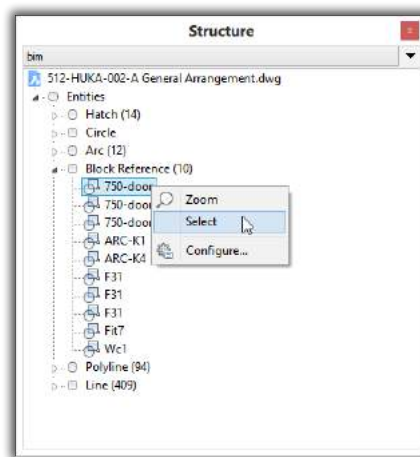 Structure
bim
512-HUKA-002-A General Arrangement.dwg
Entities
Hatch (14)
Circle
Arc (12)
Block Reference (10)
750-door
750-door
750-door
ARC-K1
ARC-K4
F31
F31
F31
Fit7
Wc1
Polyline (94)
Line (409)
Zoom
Select
Configure...